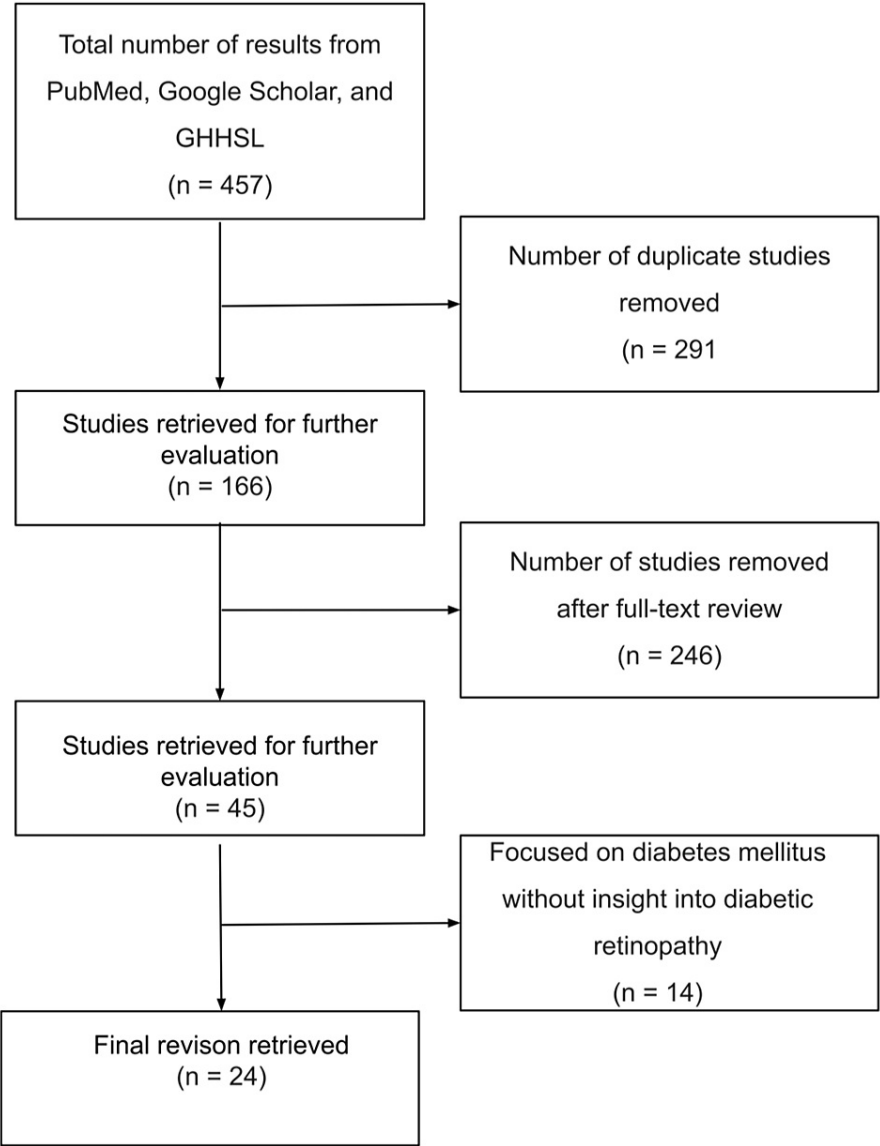 Total number of results from
PubMed, Google Scholar, and
GHHSL
(n = 457)
Number of duplicate studies
removed
(n = 291
Studies retrieved for further
evaluation
(n = 166)
Number of studies removed
after full-text review
(n = 246)
Studies retrieved for further
evaluation
(n = 45)
Focused on diabetes mellitus
without insight into diabetic
retinopathy
(n = 14)
Final revison retrieved
(n = 24)